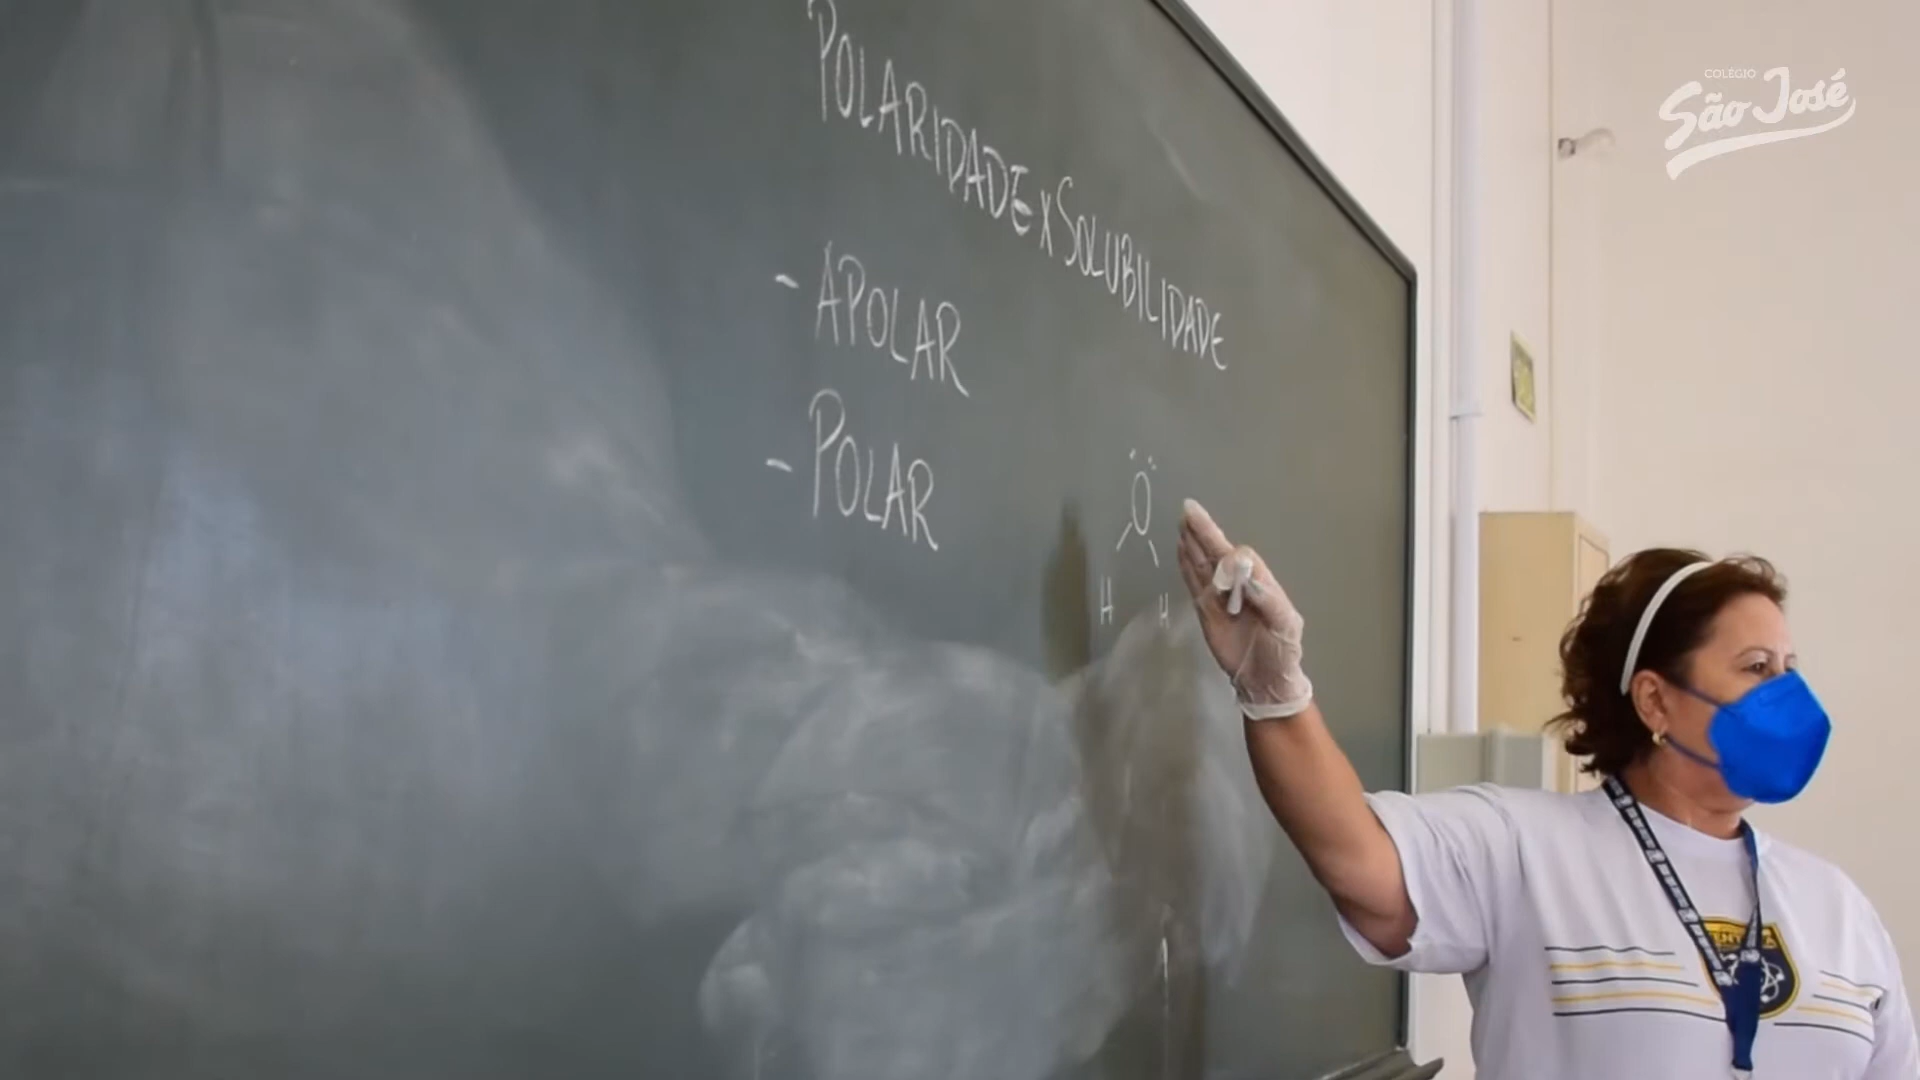 POLARIDADE X SOLUBILIDADE
- APOLAR
- POLAR
O
H H
COLÉGIO
São José